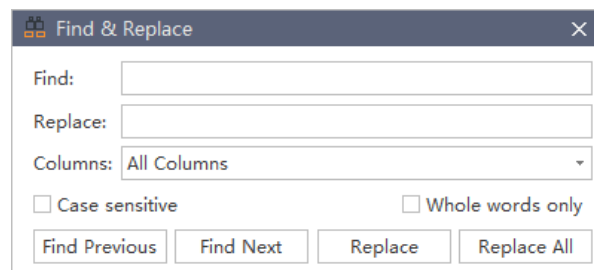 Find & Replace
Find:
Replace:
Columns: All Columns
Case sensitive Whole words only
Find Previous Find Next Replace Replace All